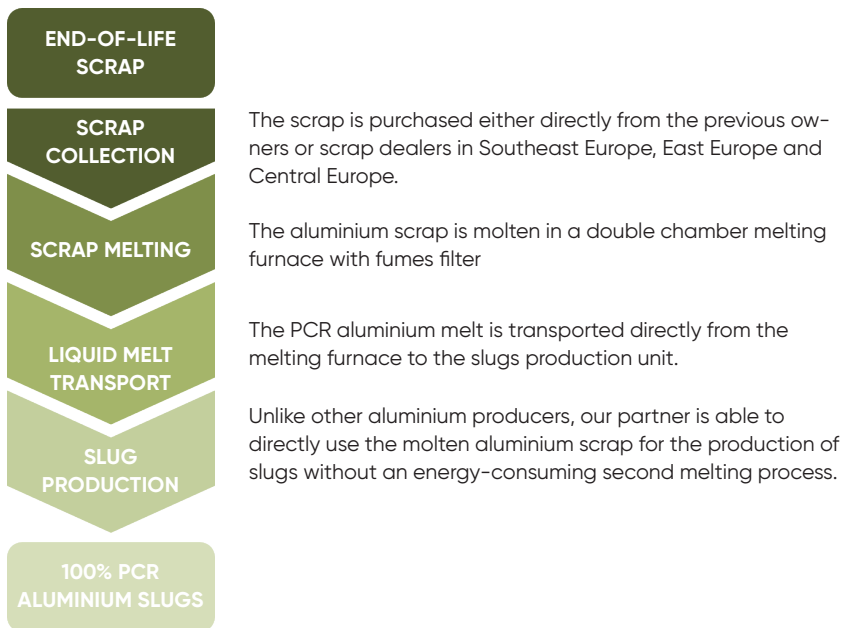 END-OF-LIFE
SCRAP
SCRAP
COLLECTION
The scrap is purchased either directly from the previous ow-
ners or scrap dealers in Southeast Europe, East Europe and
Central Europe.
SCRAP MELTING
The aluminium scrap is molten in a double chamber melting
furnace with fumes filter
LIQUID MELT
TRANSPORT
The PCR aluminium melt is transported directly from the
melting furnace to the slugs production unit.
SLUG
PRODUCTION
Unlike other aluminium producers, our partner is able to
directly use the molten aluminium scrap for the production of
slugs without an energy-consuming second melting process.
100% PCR
ALUMINIUM SLUGS